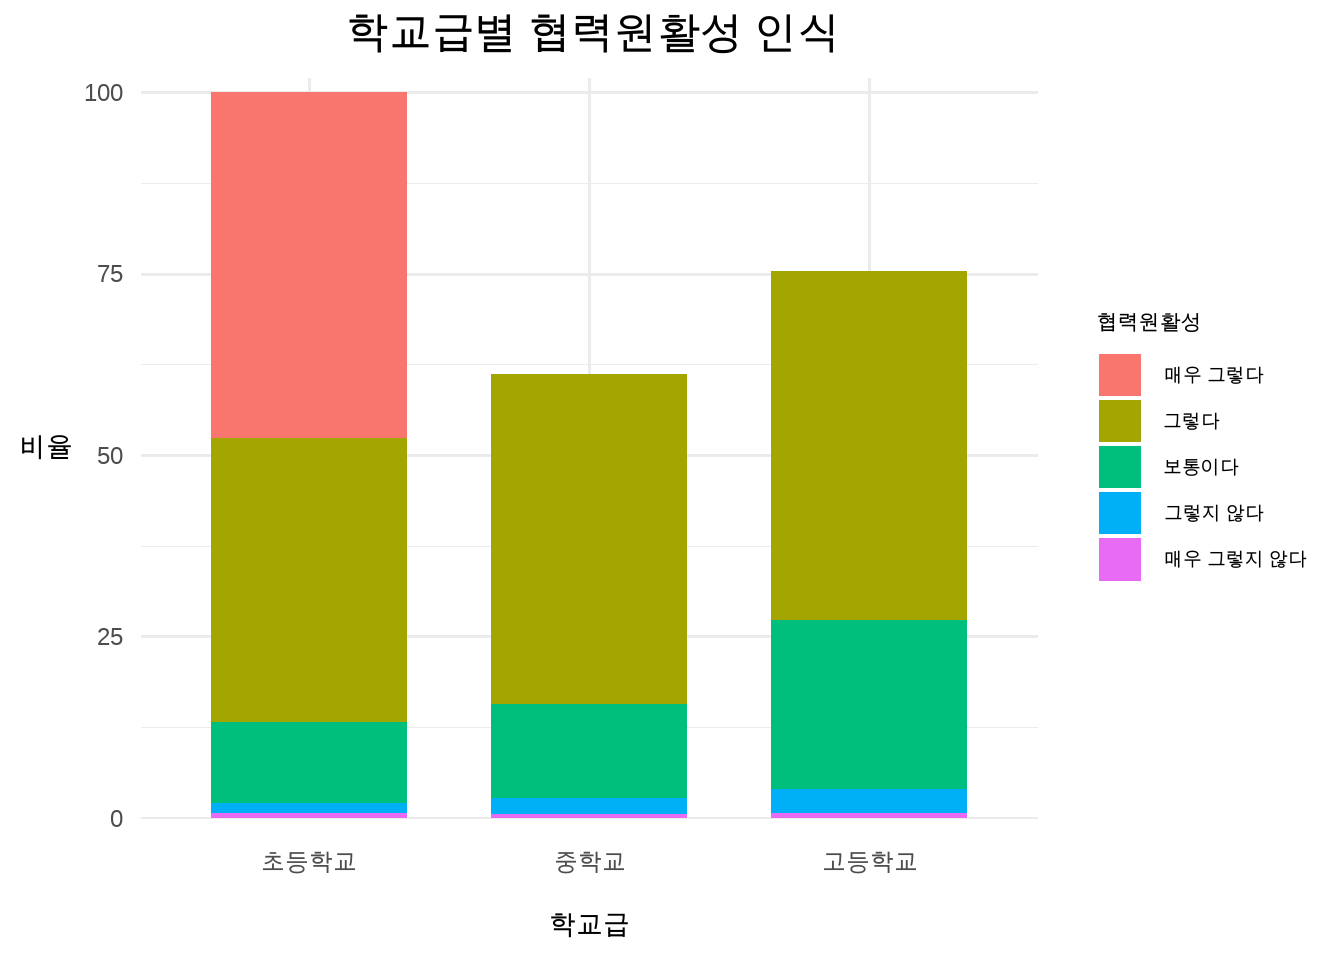 학교급별 협력원활성 인식
100
75
50
25
0
비율
초등학교 중학교 고등학교
학교급
협력원활성
매우 그렇다
그렇다
보통이다
그렇지 않다
매우 그렇지 않다